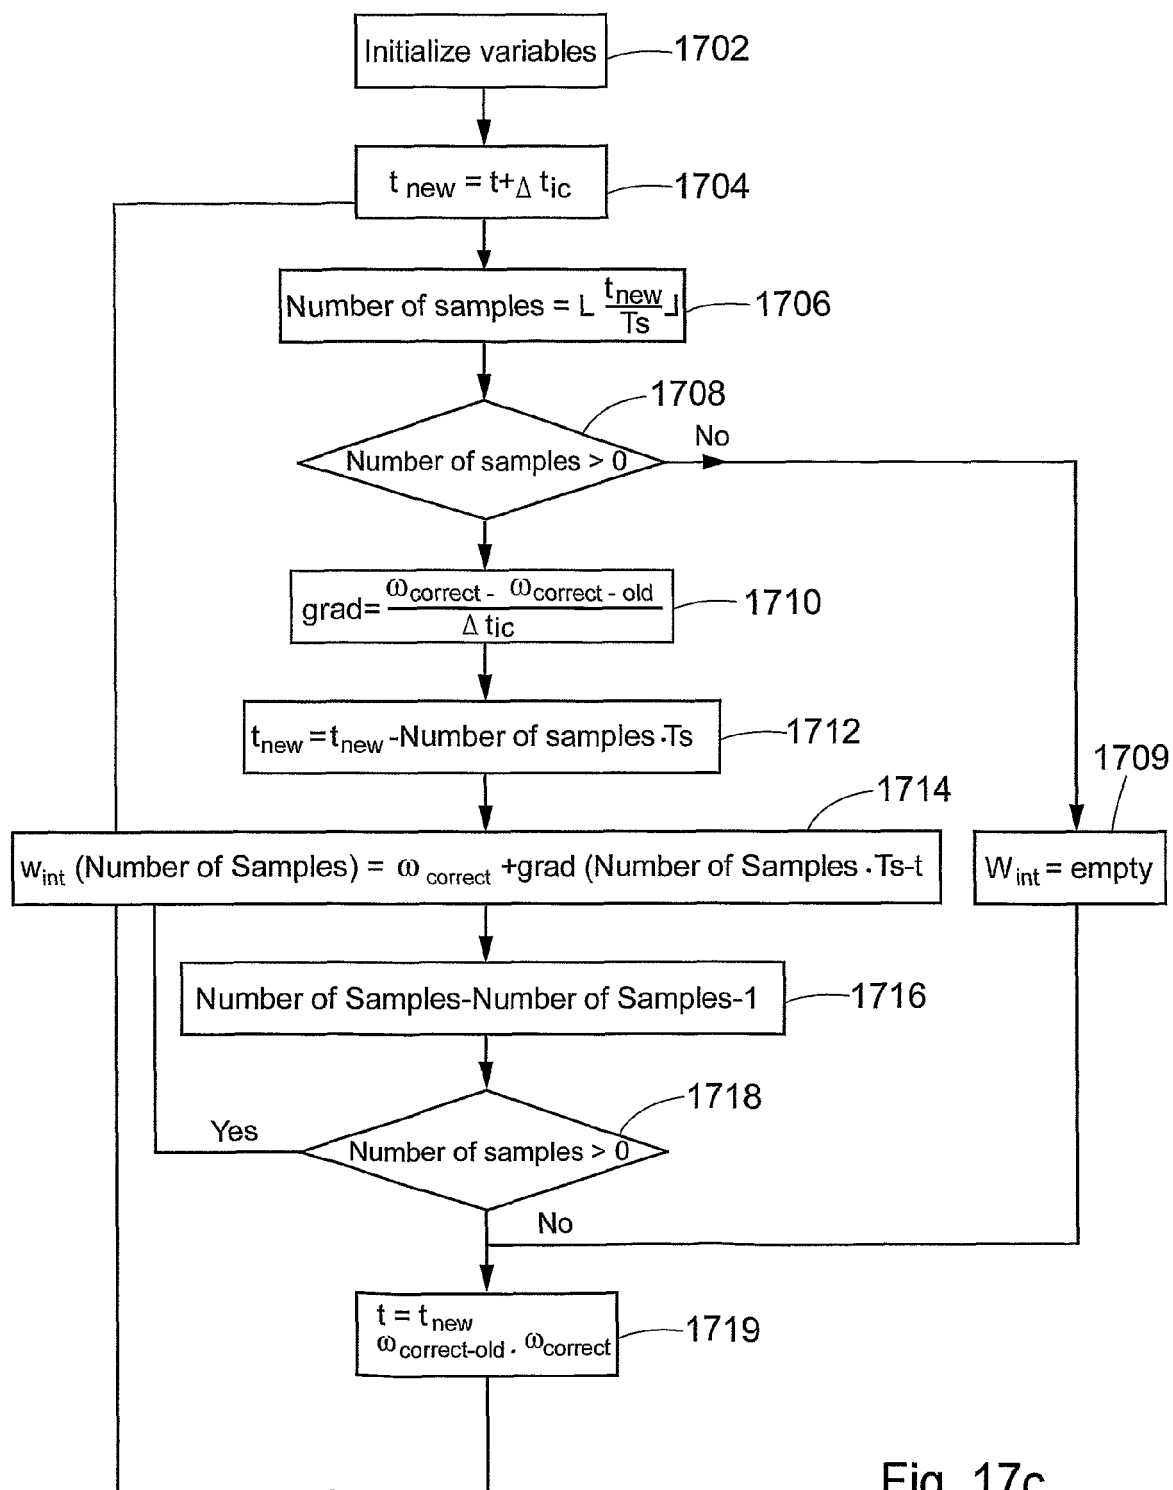 Initialize variables
1702
t new = t+Δ tic
1704
Number of samples = ⌊ tnew/Ts ⌋
1706
1708
Number of samples > 0
No
grad= ωcorrect - ωcorrect - old / Δ tic
1710
tnew =tnew -Number of samples·Ts
1712
1709
1714
wint (Number of Samples) = ω correct +grad (Number of Samples ·Ts-t
Wint = empty
Number of Samples-Number of Samples-1
1716
1718
Yes
Number of samples > 0
No
t = tnew
ωcorrect-old · ωcorrect
1719
Fig. 17c